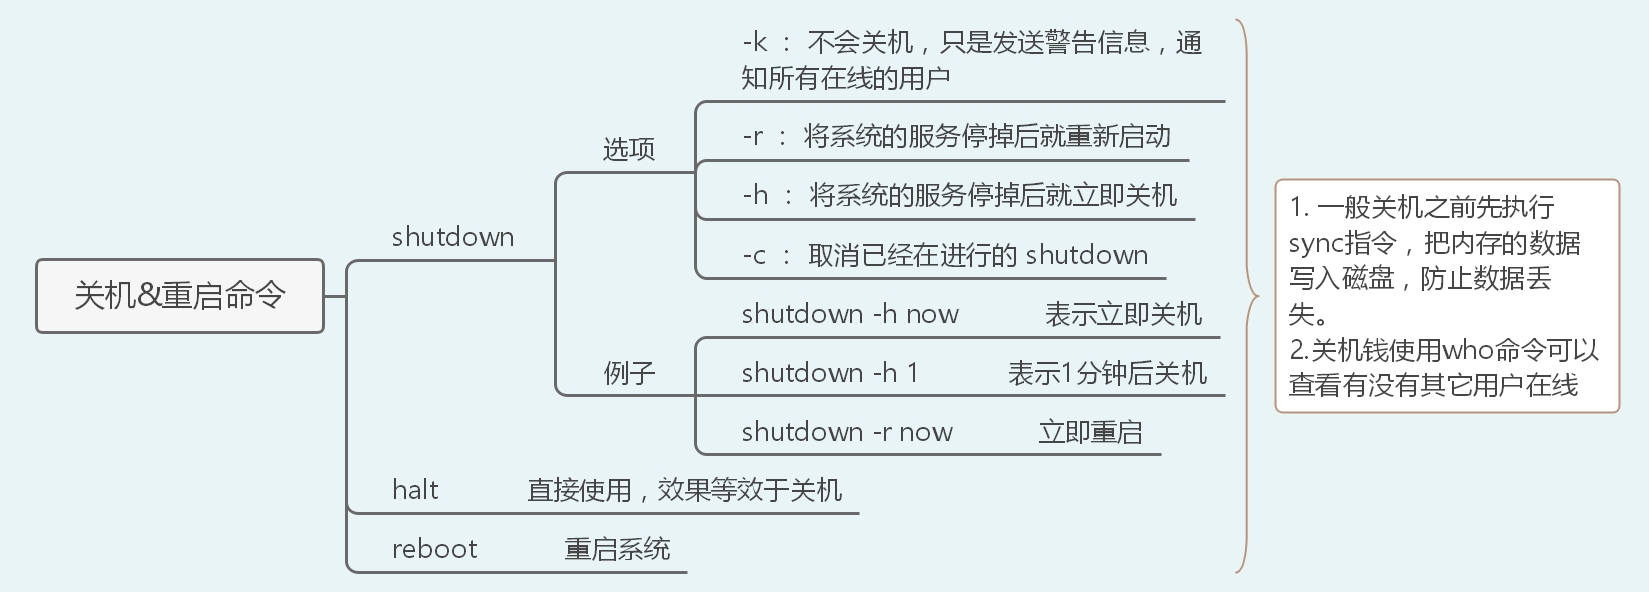 关机&重启命令
shutdown
选项
-k ： 不会关机，只是发送警告信息，通
知所有在线的用户
-r ： 将系统的服务停掉后就重新启动
-h ： 将系统的服务停掉后就立即关机
-c ： 取消已经在进行的 shutdown
例子
shutdown -h now 表示立即关机
shutdown -h 1 表示1分钟后关机
shutdown -r now 立即重启
halt 直接使用，效果等效于关机
reboot 重启系统
1. 一般关机之前先执行
sync指令，把内存的数据
写入磁盘，防止数据丢
失。
2.关机钱使用who命令可以
查看有没有其它用户在线